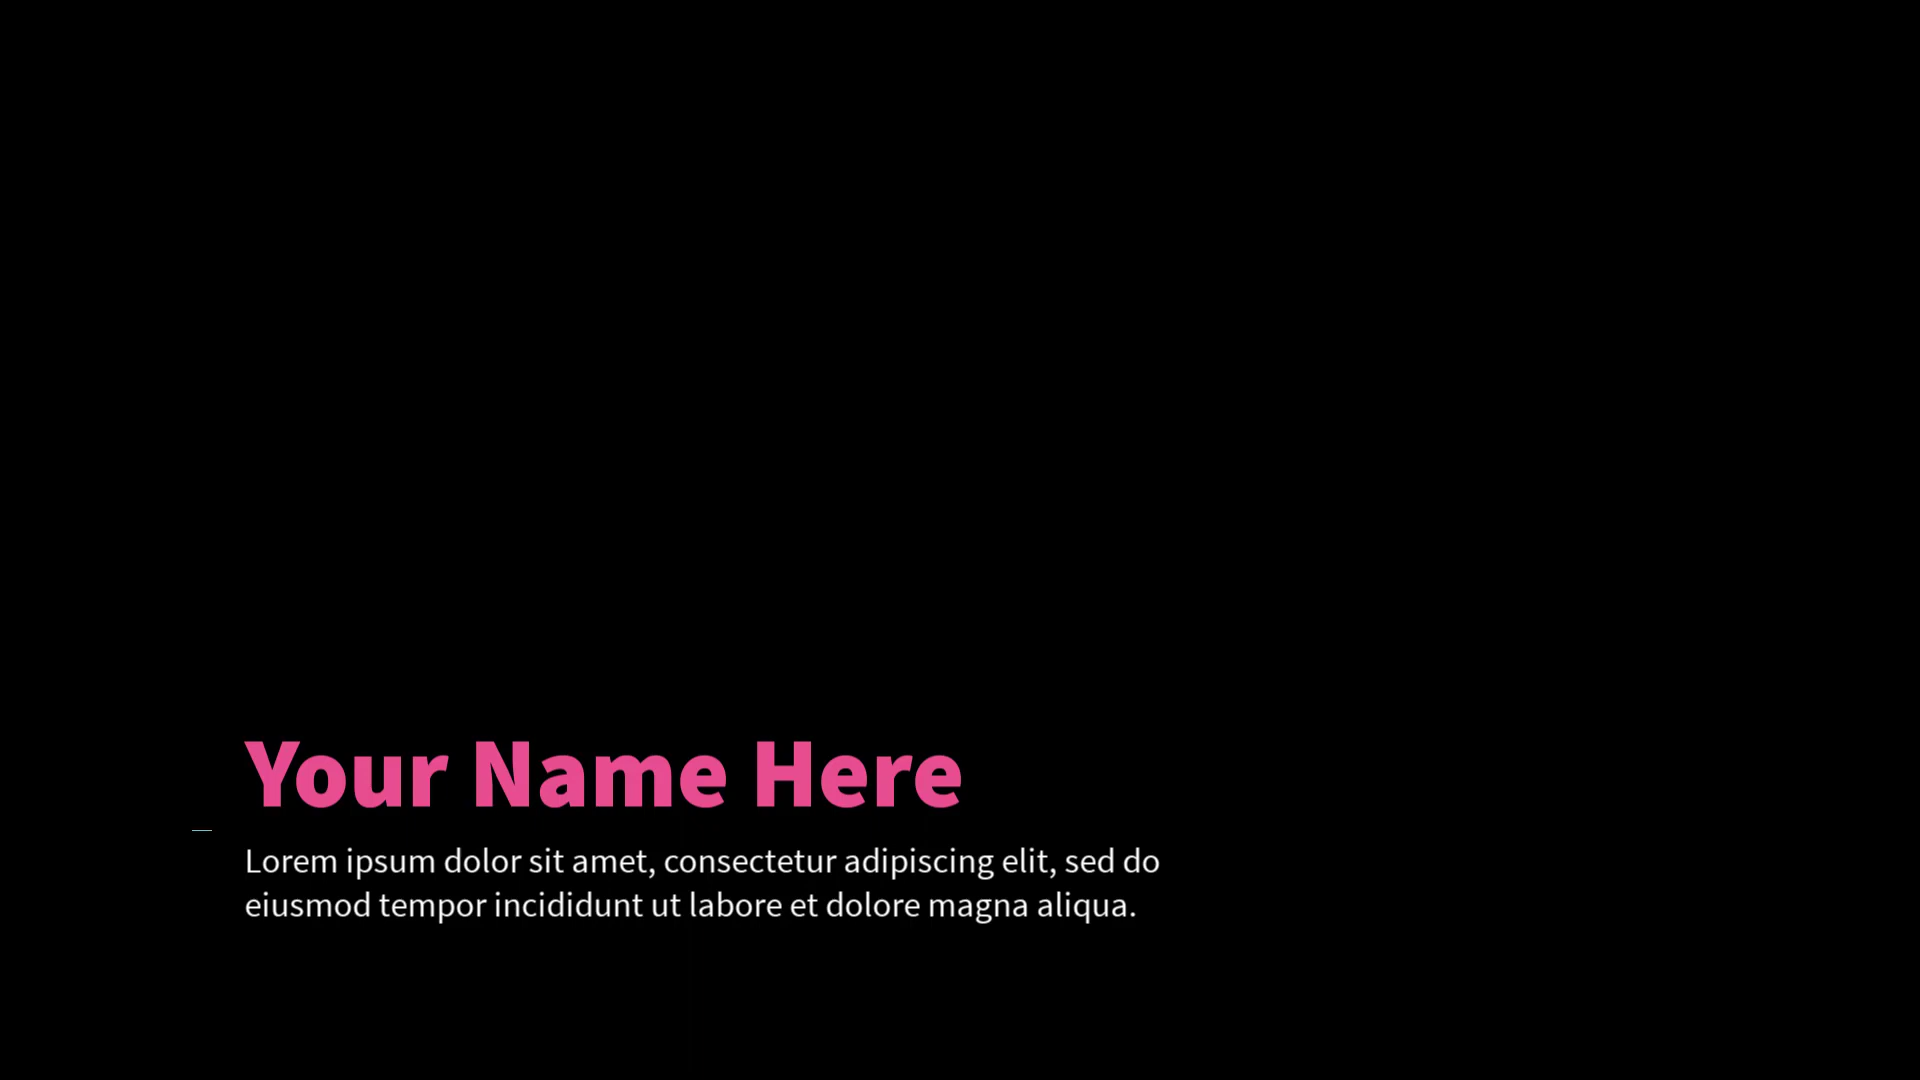 Your Name Here
Lorem ipsum dolor sit amet, consectetur adipiscing elit, sed do
eiusmod tempor incididunt ut labore et dolore magna aliqua.